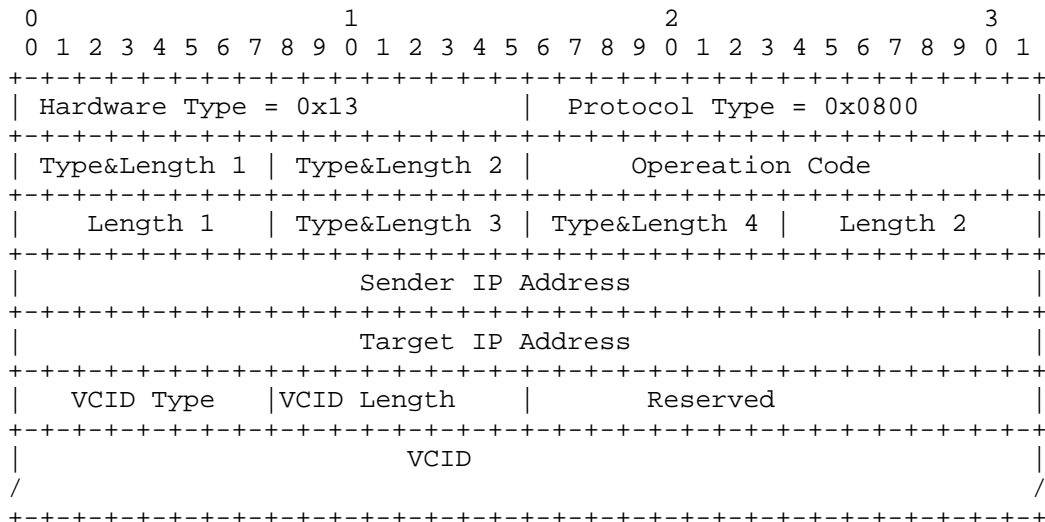 0                   1                   2                   3
 0 1 2 3 4 5 6 7 8 9 0 1 2 3 4 5 6 7 8 9 0 1 2 3 4 5 6 7 8 9 0 1
+-+-+-+-+-+-+-+-+-+-+-+-+-+-+-+-+-+-+-+-+-+-+-+-+-+-+-+-+-+-+-+-+
| Hardware Type = 0x13          |  Protocol Type = 0x0800       |
+-+-+-+-+-+-+-+-+-+-+-+-+-+-+-+-+-+-+-+-+-+-+-+-+-+-+-+-+-+-+-+-+
| Type&Length 1 | Type&Length 2 |      Opereation Code          |
+-+-+-+-+-+-+-+-+-+-+-+-+-+-+-+-+-+-+-+-+-+-+-+-+-+-+-+-+-+-+-+-+
|    Length 1   | Type&Length 3 | Type&Length 4 |   Length 2    |
+-+-+-+-+-+-+-+-+-+-+-+-+-+-+-+-+-+-+-+-+-+-+-+-+-+-+-+-+-+-+-+-+
|                     Sender IP Address                         |
+-+-+-+-+-+-+-+-+-+-+-+-+-+-+-+-+-+-+-+-+-+-+-+-+-+-+-+-+-+-+-+-+
|                     Target IP Address                         |
+-+-+-+-+-+-+-+-+-+-+-+-+-+-+-+-+-+-+-+-+-+-+-+-+-+-+-+-+-+-+-+-+
|   VCID Type   |VCID Length    |       Reserved                |
+-+-+-+-+-+-+-+-+-+-+-+-+-+-+-+-+-+-+-+-+-+-+-+-+-+-+-+-+-+-+-+-+
|                        VCID                                   |
/                                                               /
+-+-+-+-+-+-+-+-+-+-+-+-+-+-+-+-+-+-+-+-+-+-+-+-+-+-+-+-+-+-+-+-+